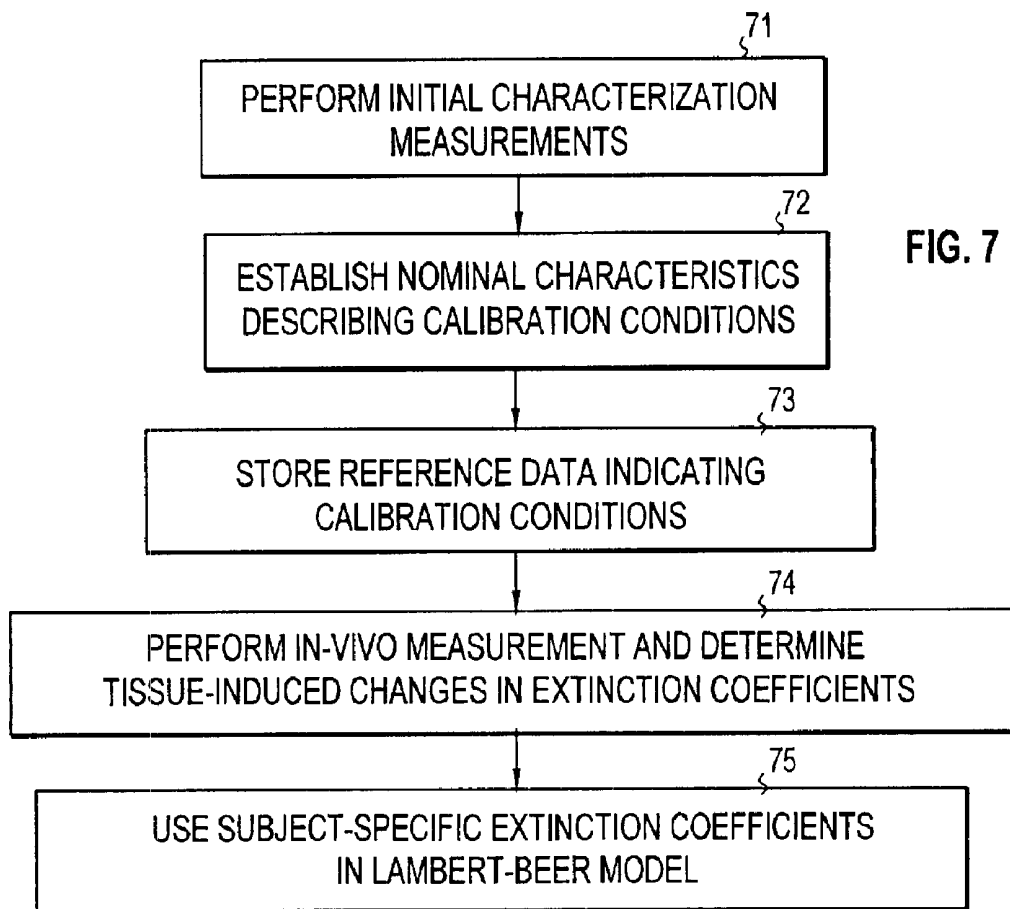 71
PERFORM INITIAL CHARACTERIZATION
MEASUREMENTS
72
ESTABLISH NOMINAL CHARACTERISTICS
DESCRIBING CALIBRATION CONDITIONS
FIG. 7
73
STORE REFERENCE DATA INDICATING
CALIBRATION CONDITIONS
74
PERFORM IN-VIVO MEASUREMENT AND DETERMINE
TISSUE-INDUCED CHANGES IN EXTINCTION COEFFICIENTS
75
USE SUBJECT-SPECIFIC EXTINCTION COEFFICIENTS
IN LAMBERT-BEER MODEL